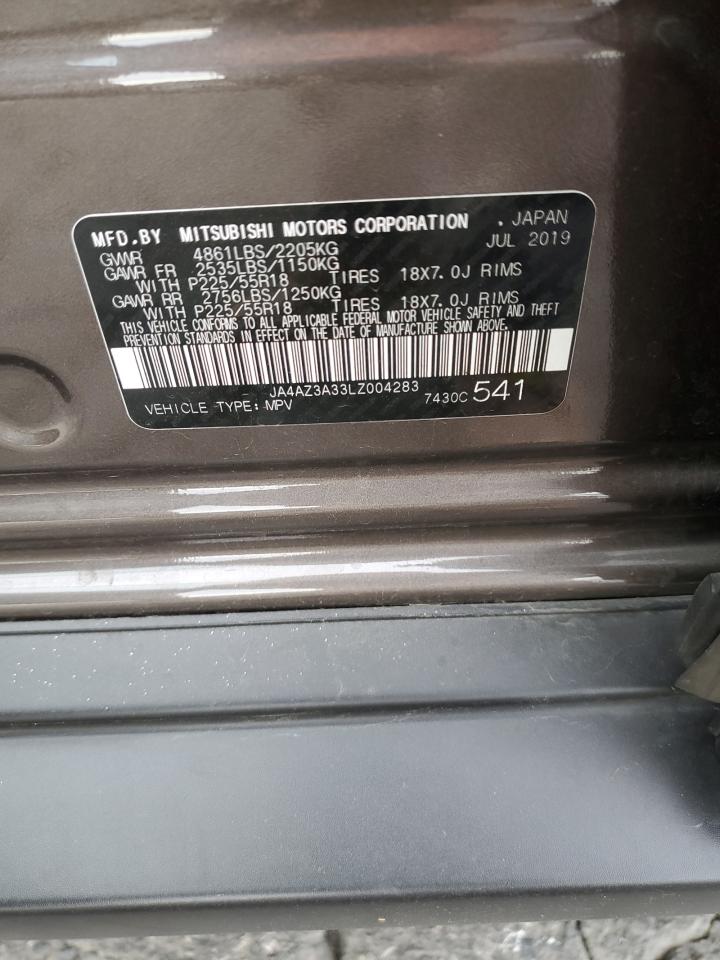 MFD.BY MITSUBISHI MOTORS CORPORATION . JAPAN
GVWR 4861LBS/2205KG JUL 2019
GAWR FR 2535LBS/1150KG
WITH P225/55R18 TIRES 18X7.0J RIMS
GAWR RR 2756LBS/1250KG
WITH P225/55R18 TIRES 18X7.0J RIMS
THIS VEHICLE CONFORMS TO ALL APPLICABLE FEDERAL MOTOR VEHICLE SAFETY AND THEFT
PREVENTION STANDARDS IN EFFECT ON THE DATE OF MANUFACTURE SHOWN ABOVE.
JA4AZ3A33LZ004283
VEHICLE TYPE: MPV 7430C 541